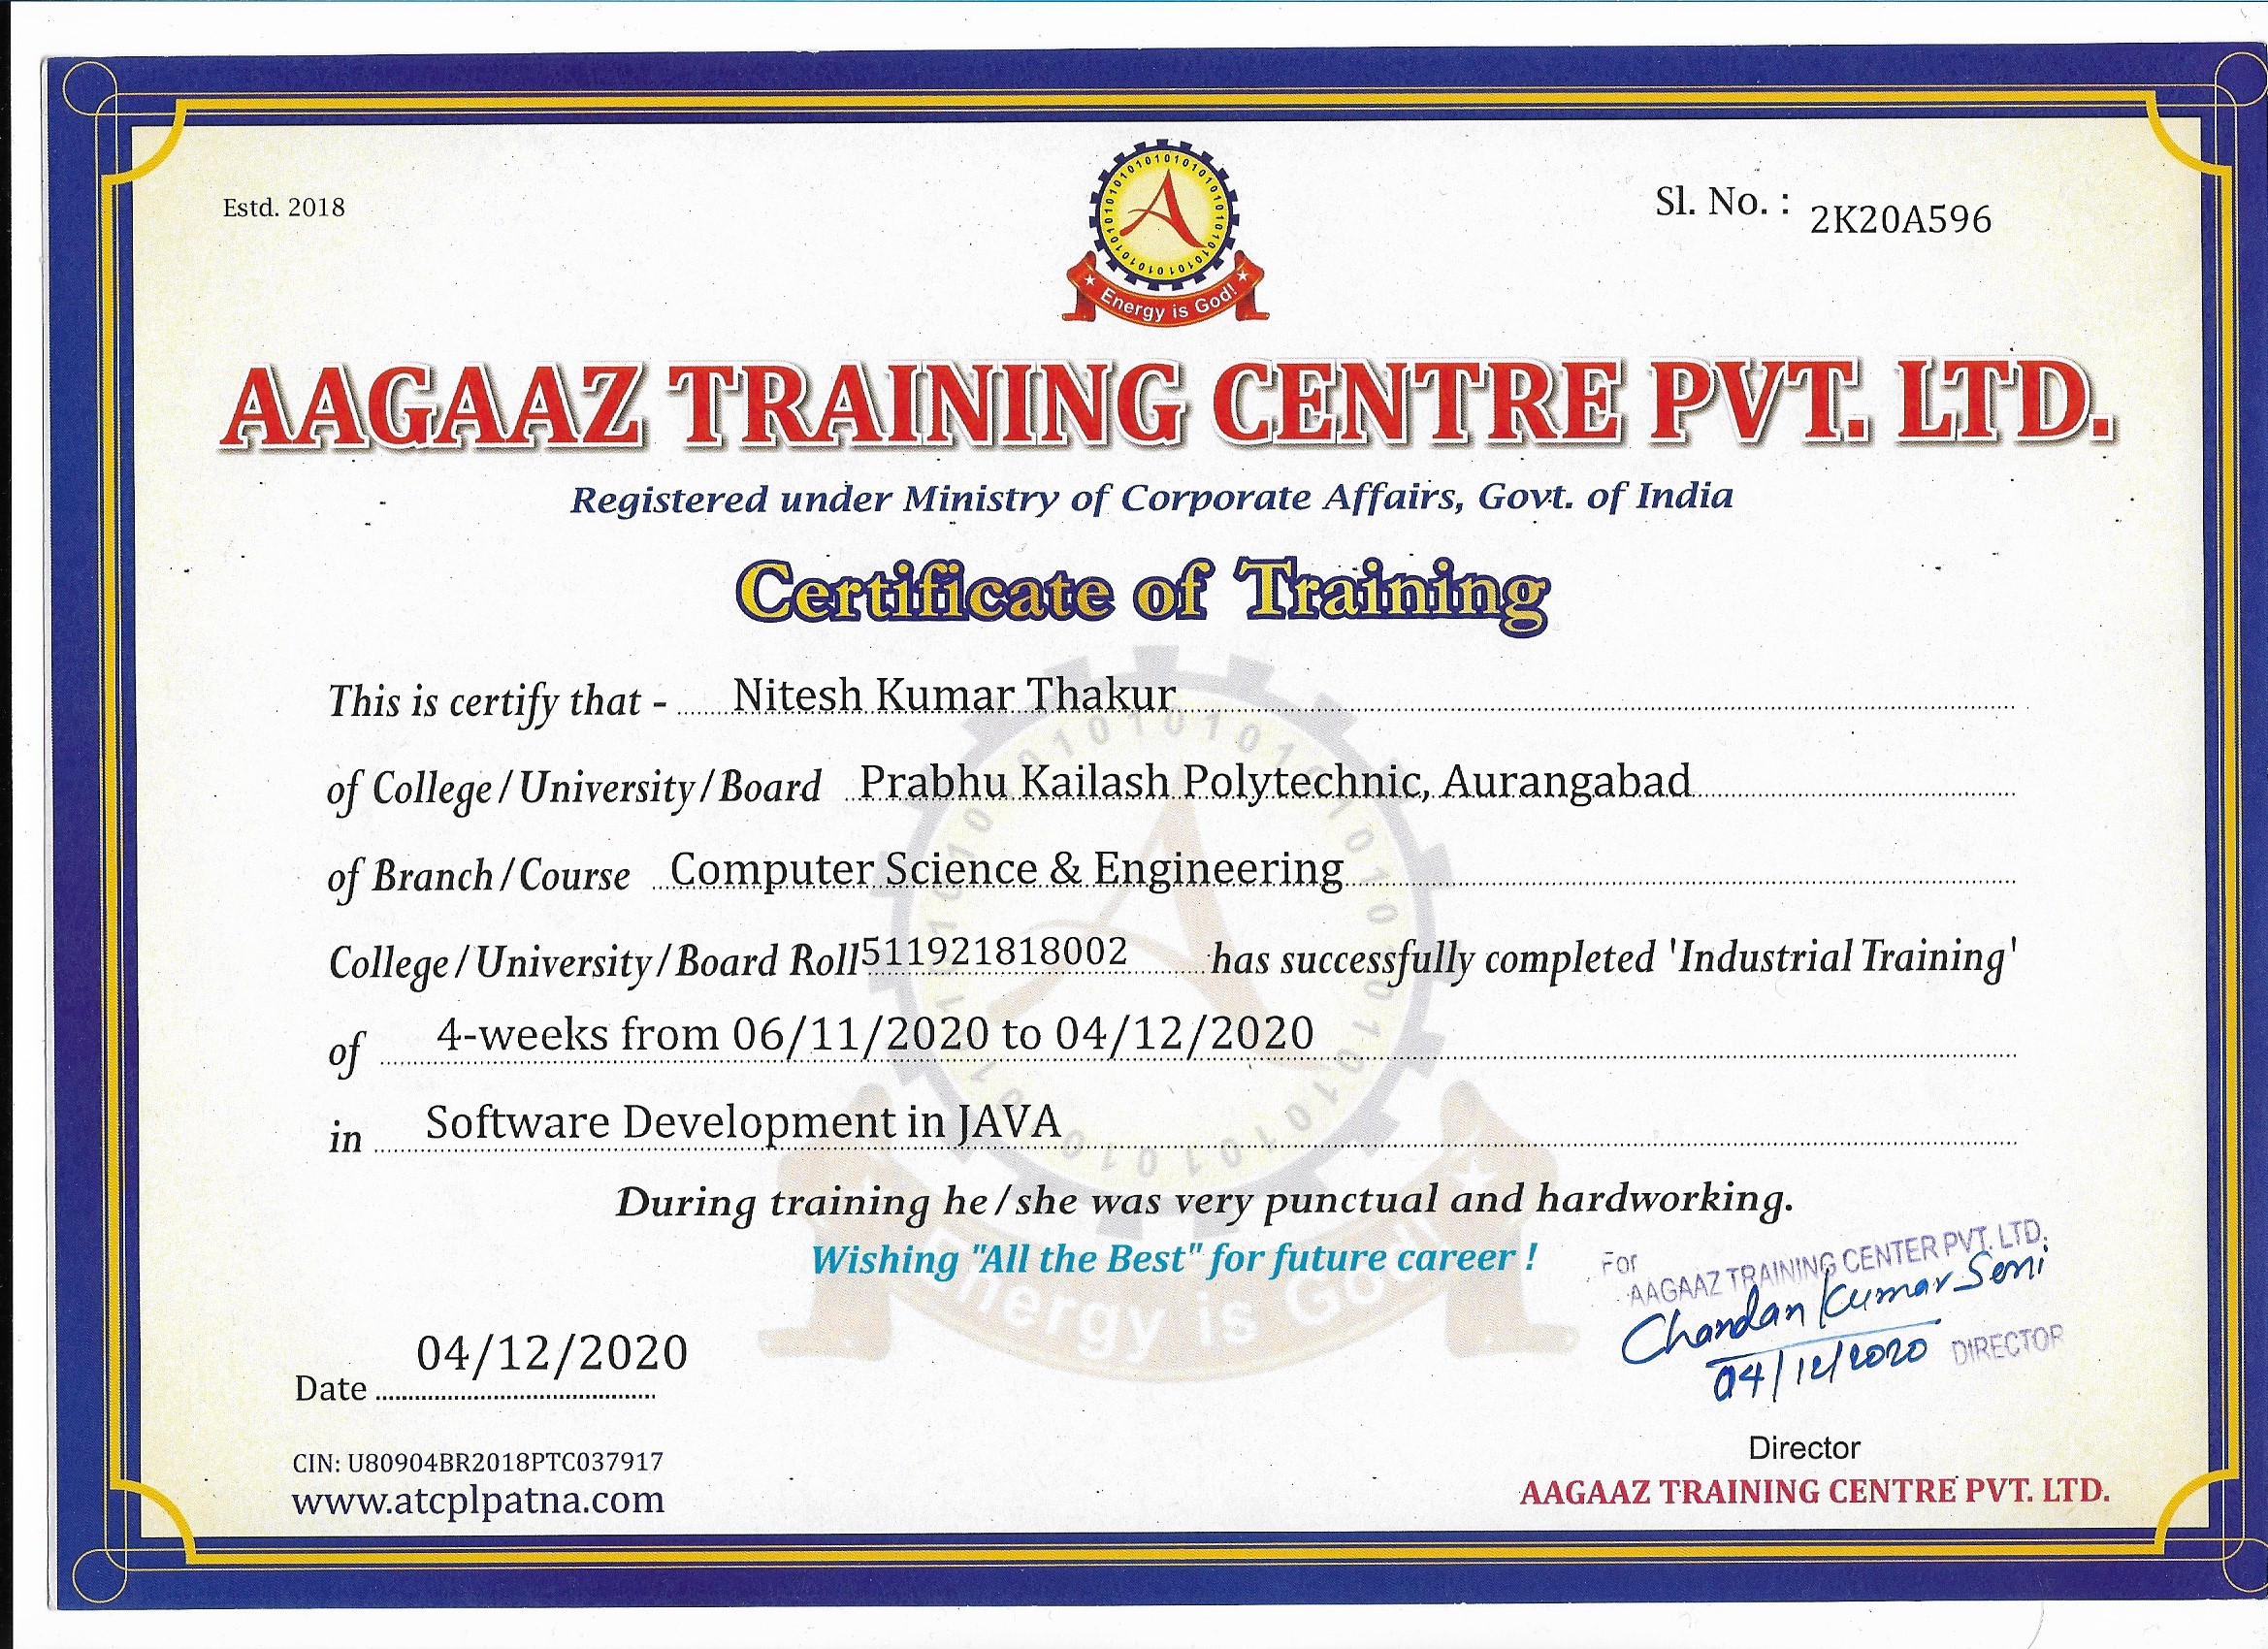 Estd. 2018
Sl. No. : 2K20A596
Energy is God!
AAGAAZ TRAINING CENTRE PVT. LTD.
Registered under Ministry of Corporate Affairs, Govt. of India
Certificate of Training
This is certify that - Nitesh Kumar Thakur
of College/University/Board Prabhu Kailash Polytechnic, Aurangabad
of Branch/Course Computer Science & Engineering
College/University/Board Roll 511921818002 has successfully completed 'Industrial Training'
of 4-weeks from 06/11/2020 to 04/12/2020
in Software Development in JAVA
During training he/she was very punctual and hardworking.
Wishing "All the Best" for future career !
For
AAGAAZ TRAINING CENTER PVT. LTD.
Chandan Kumar Soni
04/12/2020 DIRECTOR
Date 04/12/2020
Director
CIN: U80904BR2018PTC037917
www.atcplpatna.com
AAGAAZ TRAINING CENTRE PVT. LTD.